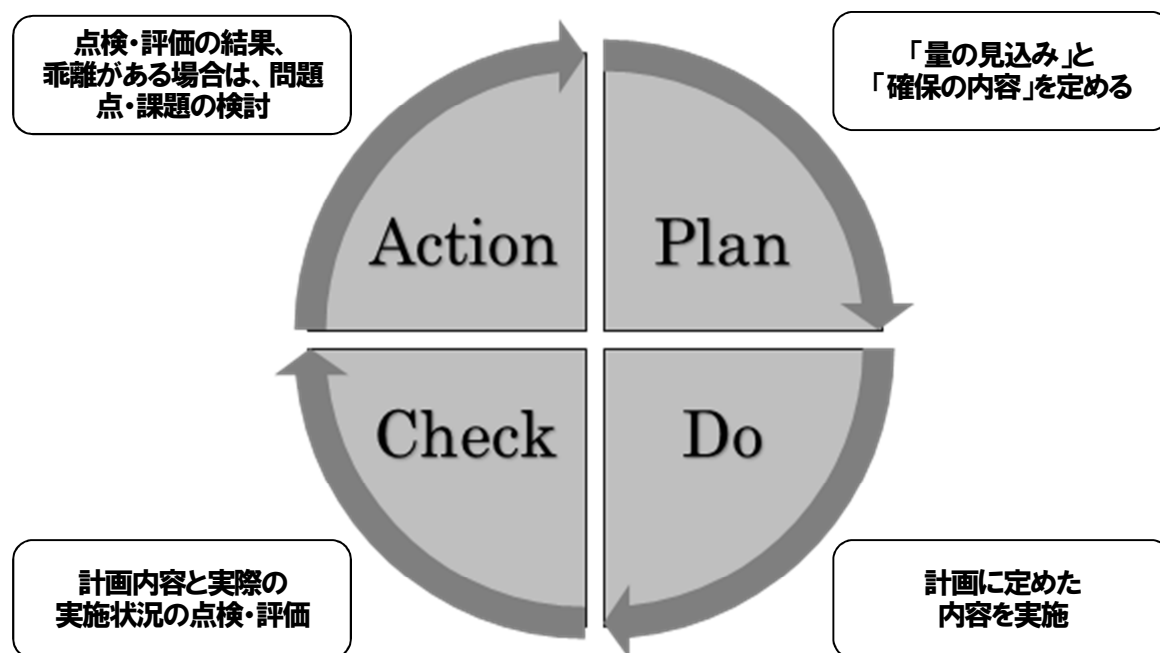 点検・評価の結果、
乖離がある場合は、問題
点・課題の検討
「量の見込み」と
「確保の内容」を定める
Action
Plan
Check
Do
計画内容と実際の
実施状況の点検・評価
計画に定めた
内容を実施